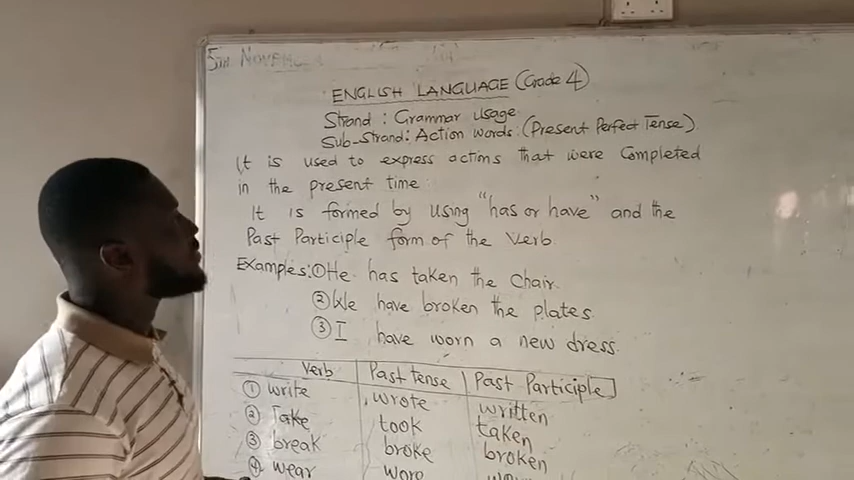 5TH NOVEM
ENGLISH LANGUAGE (Grade 4)
Strand : Grammar usage
Sub-Strand: Action words (Present Perfect Tense)
It is used to express actions that were completed
in the present time
It is formed by using "has or have" and the
Past Participle form of the verb
Examples: ① He has taken the chair
② We have broken the plates
③ I have worn a new dress
Verb Past Tense Past Participle
① write wrote written
② Take took taken
③ break broke broken
④ wear wore